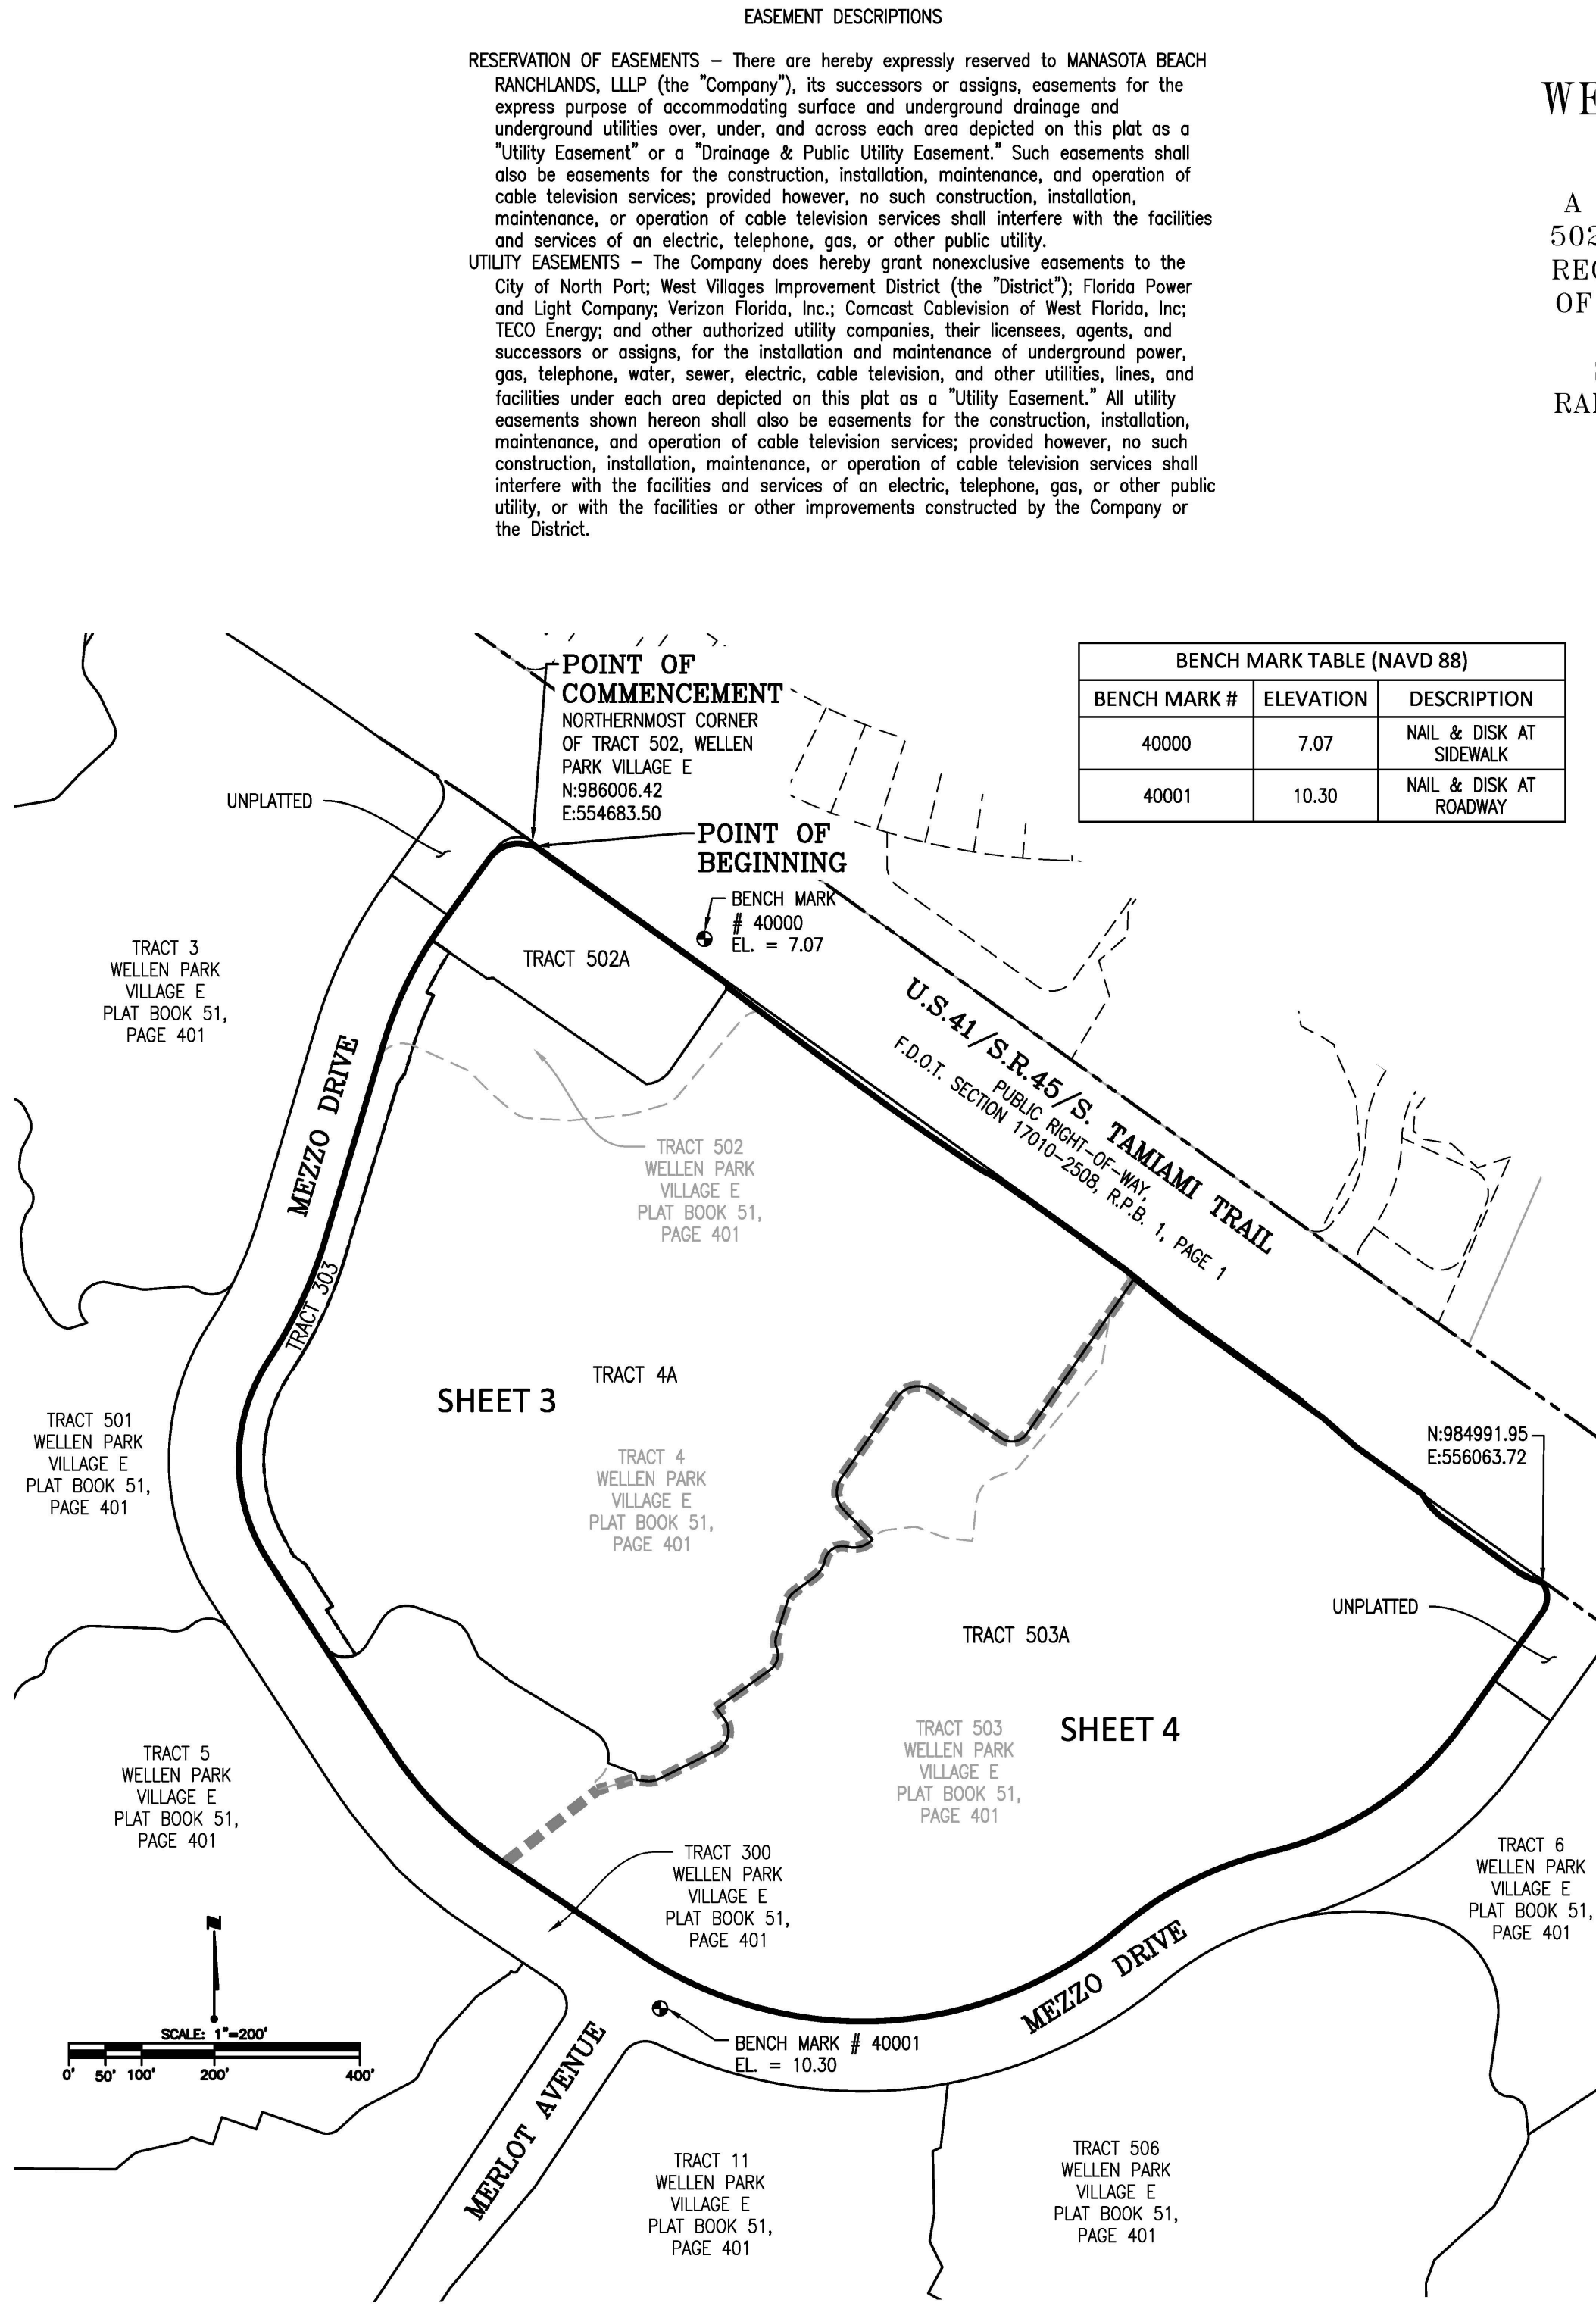 EASEMENT DESCRIPTIONS
RESERVATION OF EASEMENTS – There are hereby expressly reserved to MANASOTA BEACH
RANCHLANDS, LLLP (the "Company"), its successors or assigns, easements for the
express purpose of accommodating surface and underground drainage and
underground utilities over, under, and across each area depicted on this plat as a
"Utility Easement" or a "Drainage & Public Utility Easement." Such easements shall
also be easements for the construction, installation, maintenance, and operation of
cable television services; provided however, no such construction, installation,
maintenance, or operation of cable television services shall interfere with the facilities
and services of an electric, telephone, gas, or other public utility.
UTILITY EASEMENTS – The Company does hereby grant nonexclusive easements to the
City of North Port; West Villages Improvement District (the "District"); Florida Power
and Light Company; Verizon Florida, Inc.; Comcast Cablevision of West Florida, Inc;
TECO Energy; and other authorized utility companies, their licensees, agents, and
successors or assigns, for the installation and maintenance of underground power,
gas, telephone, water, sewer, electric, cable television, and other utilities, lines, and
facilities under each area depicted on this plat as a "Utility Easement." All utility
easements shown hereon shall also be easements for the construction, installation,
maintenance, and operation of cable television services; provided however, no such
construction, installation, maintenance, or operation of cable television services shall
interfere with the facilities and services of an electric, telephone, gas, or other public
utility, or with the facilities or other improvements constructed by the Company or
the District.
WE
A
502
REC
OF
RAI
POINT OF
COMMENCEMENT
NORTHERNMOST CORNER
OF TRACT 502, WELLEN
PARK VILLAGE E
N:986006.42
E:554683.50
BENCH MARK TABLE (NAVD 88)
BENCH MARK # ELEVATION DESCRIPTION
40000 7.07 NAIL & DISK AT
SIDEWALK
40001 10.30 NAIL & DISK AT
ROADWAY
UNPLATTED
POINT OF
BEGINNING
BENCH MARK
# 40000
EL. = 7.07
TRACT 3
WELLEN PARK
VILLAGE E
PLAT BOOK 51,
PAGE 401
TRACT 502A
U.S.41/S.R.45/S. TAMIAMI TRAIL
PUBLIC RIGHT-OF-WAY,
F.D.O.T. SECTION 17010-2508, R.P.B. 1, PAGE 1
MEZZO DRIVE
TRACT 502
WELLEN PARK
VILLAGE E
PLAT BOOK 51,
PAGE 401
TRACT 303
TRACT 4A
SHEET 3
TRACT 501
WELLEN PARK
VILLAGE E
PLAT BOOK 51,
PAGE 401
TRACT 4
WELLEN PARK
VILLAGE E
PLAT BOOK 51,
PAGE 401
N:984991.95
E:556063.72
UNPLATTED
TRACT 503A
SHEET 4
TRACT 503
WELLEN PARK
VILLAGE E
PLAT BOOK 51,
PAGE 401
TRACT 5
WELLEN PARK
VILLAGE E
PLAT BOOK 51,
PAGE 401
TRACT 300
WELLEN PARK
VILLAGE E
PLAT BOOK 51,
PAGE 401
TRACT 6
WELLEN PARK
VILLAGE E
PLAT BOOK 51,
PAGE 401
N
SCALE: 1"=200'
0' 50' 100' 200' 400'
MEZZO DRIVE
BENCH MARK # 40001
EL. = 10.30
MERLOT AVENUE
TRACT 11
WELLEN PARK
VILLAGE E
PLAT BOOK 51,
PAGE 401
TRACT 506
WELLEN PARK
VILLAGE E
PLAT BOOK 51,
PAGE 401